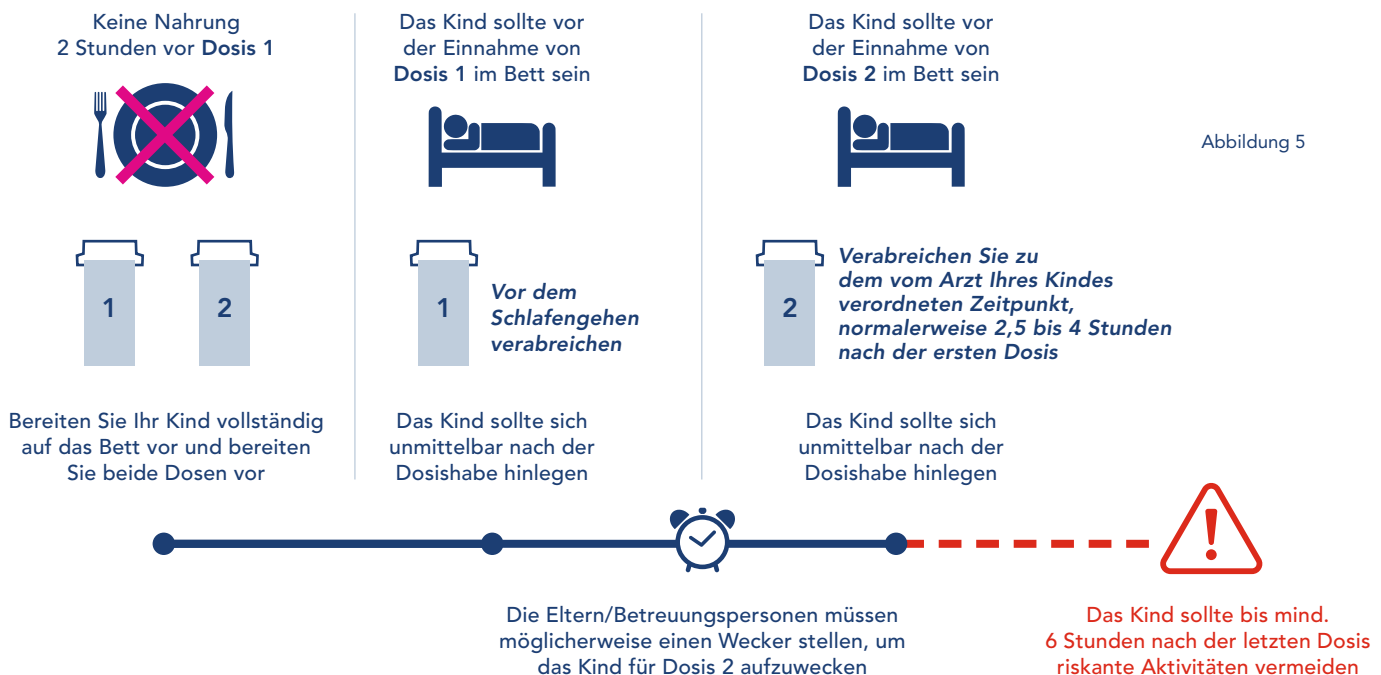 Keine Nahrung
2 Stunden vor Dosis 1
1
2
Bereiten Sie Ihr Kind vollständig
auf das Bett vor und bereiten
Sie beide Dosen vor
Das Kind sollte vor
der Einnahme von
Dosis 1 im Bett sein
1
Vor dem
Schlafengehen
verabreichen
Das Kind sollte sich
unmittelbar nach der
Dosishabe hinlegen
Das Kind sollte vor
der Einnahme von
Dosis 2 im Bett sein
2
Verabreichen Sie zu
dem vom Arzt Ihres Kindes
verordneten Zeitpunkt,
normalerweise 2,5 bis 4 Stunden
nach der ersten Dosis
Das Kind sollte sich
unmittelbar nach der
Dosishabe hinlegen
Abbildung 5
Die Eltern/Betreuungspersonen müssen
möglicherweise einen Wecker stellen, um
das Kind für Dosis 2 aufzuwecken
!
Das Kind sollte bis mind.
6 Stunden nach der letzten Dosis
riskante Aktivitäten vermeiden